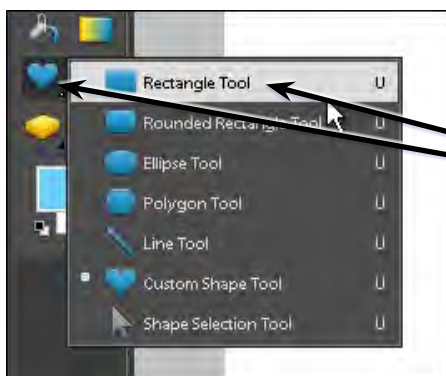 Rectangle Tool U
Rounded Rectangle Tool U
Ellipse Tool U
Polygon Tool U
Line Tool U
Custom Shape Tool U
Shape Selection Tool U